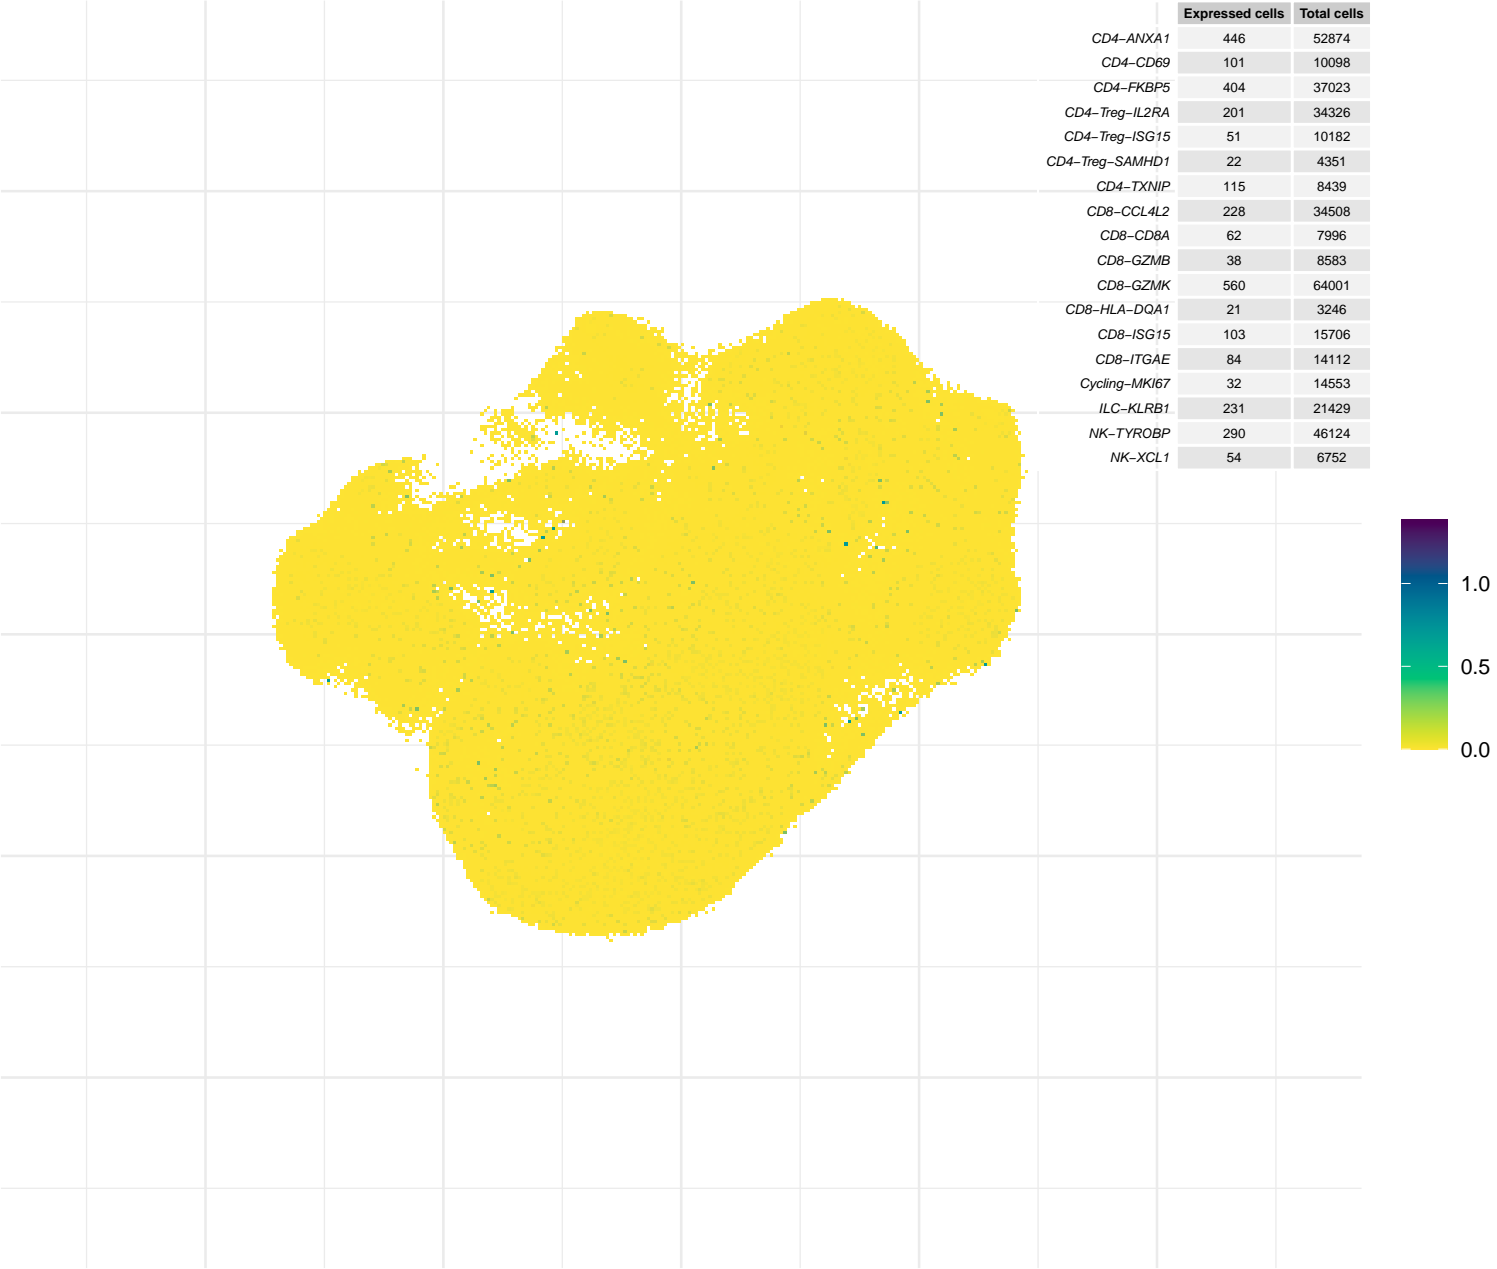 Expressed cells Total cells
CD4−ANXA1 446 52874
CD4−CD69 101 10098
CD4−FKBP5 404 37023
CD4−Treg−IL2RA 201 34326
CD4−Treg−ISG15 51 10182
CD4−Treg−SAMHD1 22 4351
CD4−TXNIP 115 8439
CD8−CCL4L2 228 34508
CD8−CD8A 62 7996
CD8−GZMB 38 8583
CD8−GZMK 560 64001
CD8−HLA−DQA1 21 3246
CD8−ISG15 103 15706
CD8−ITGAE 84 14112
Cycling−MKI67 32 14553
ILC−KLRB1 231 21429
NK−TYROBP 290 46124
NK−XCL1 54 6752
1.0
0.5
0.0